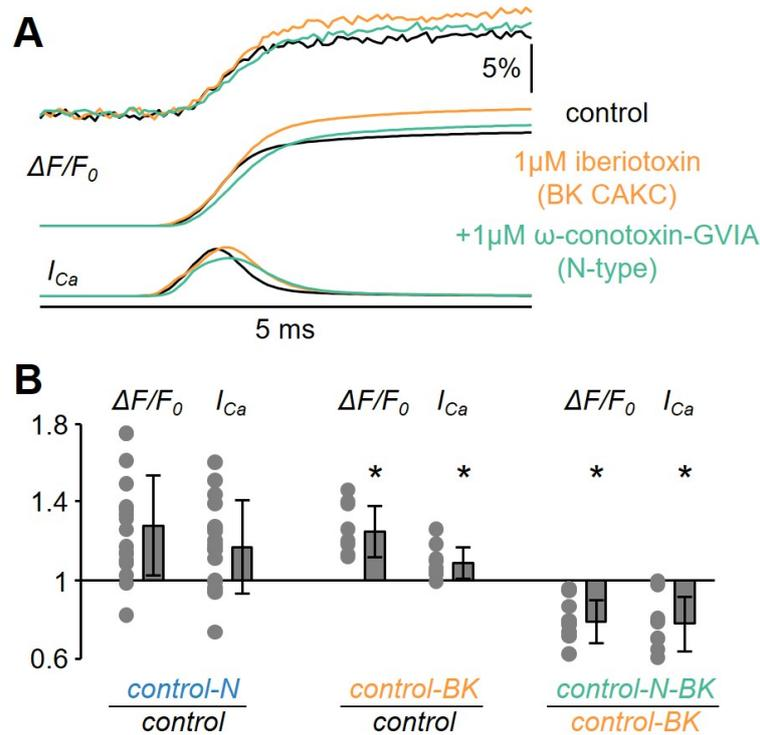 A
5%
control
ΔF/F0
1μM iberiotoxin
(BK CAKC)
+1μM ω-conotoxin-GVIA
(N-type)
ICa
5 ms
B
ΔF/F0 ICa ΔF/F0 ICa ΔF/F0 ICa
1.8
* * * *
1.4
1
0.6
control-N control-BK control-N-BK
control control control-BK